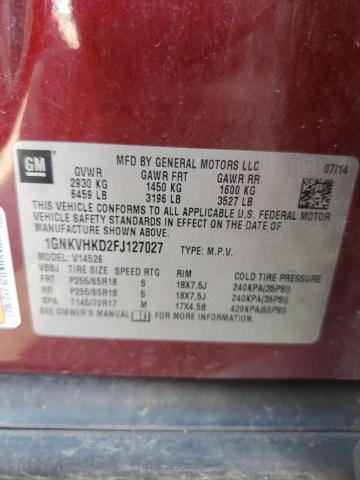 GM
MFD BY GENERAL MOTORS LLC
07/14
GVWR GAWR FRT GAWR RR
2930 KG 1450 KG 1600 KG
6459 LB 3196 LB 3527 LB
THIS VEHICLE CONFORMS TO ALL APPLICABLE U.S. FEDERAL
MOTOR VEHICLE SAFETY STANDARDS IN EFFECT ON THE DATE OF
MANUFACTURE SHOWN ABOVE.
1GNKVHKD2FJ127027 TYPE: M.P.V.
MODEL: V14526
VBBJ TIRE SIZE SPEED RTG RIM COLD TIRE PRESSURE
FRT P255/65R18 S 18X7.5J 240KPA(35PSI)
RR P255/65R18 S 18X7.5J 240KPA(35PSI)
SPA T145/70R17 M 17X4.5B 420KPA(60PSI)
SEE OWNER'S MANUAL FOR MORE INFORMATION.